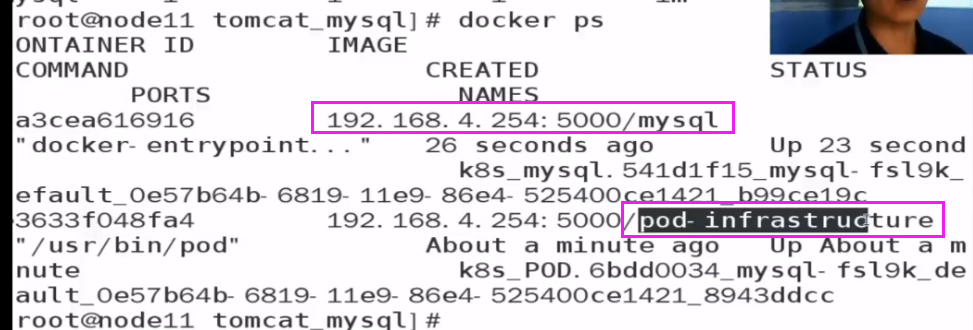 root@node11 tomcat_mysql]# docker ps
ONTAINER ID IMAGE
COMMAND CREATED STATUS
PORTS NAMES
a3cea616916 192.168.4.254:5000/mysql
"docker-entrypoint..." 26 seconds ago Up 23 second
k8s_mysql.541d1f15_mysql-fsl9k_
efault_0e57b64b-6819-11e9-86e4-525400ce1421_b99ce19c
3633f048fa4 192.168.4.254:5000/pod-infrastructure
"/usr/bin/pod" About a minute ago Up About a m
nute k8s_POD.6bdd0034_mysql-fsl9k_de
ault_0e57b64b-6819-11e9-86e4-525400ce1421_8943ddcc
root@node11 tomcat_mysql]#